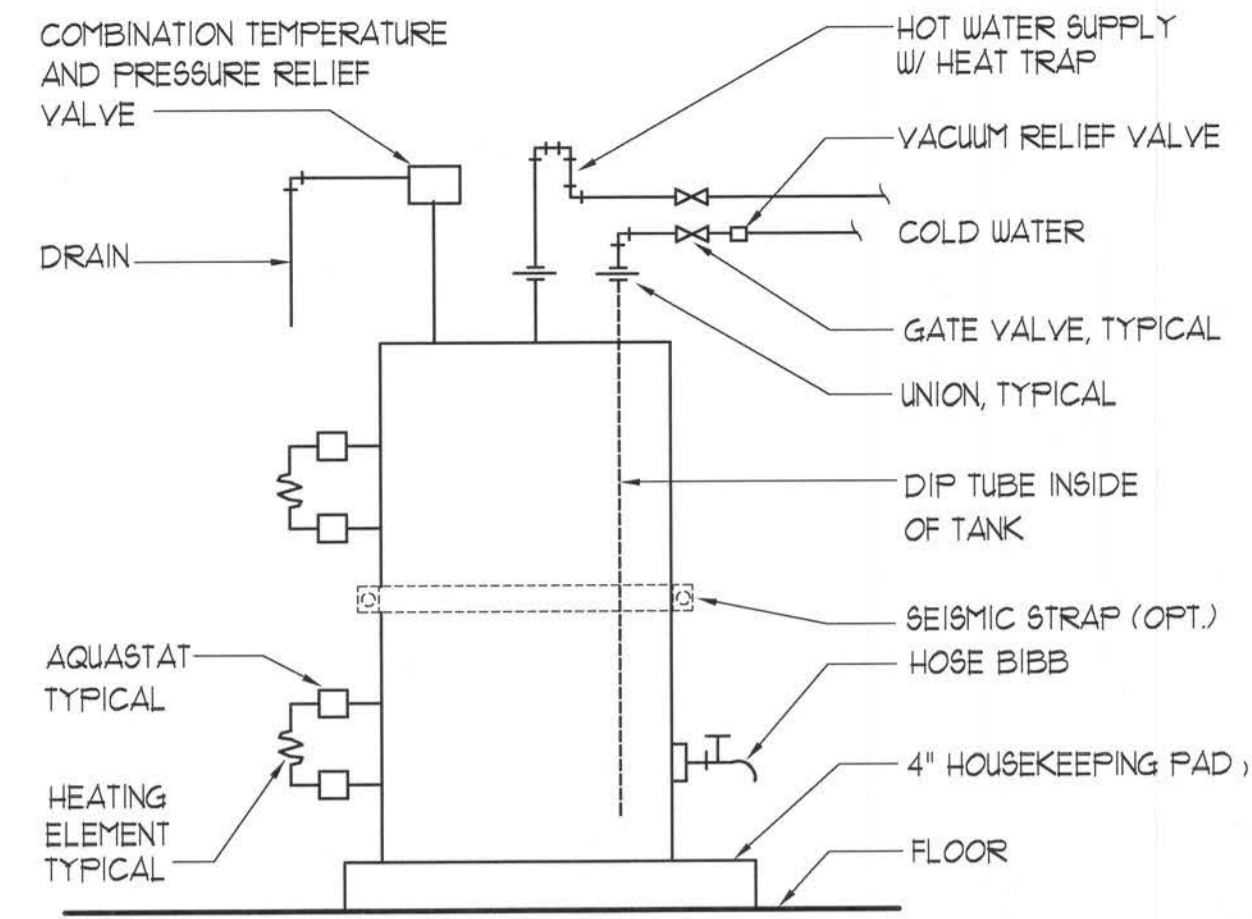 COMBINATION TEMPERATURE
AND PRESSURE RELIEF
VALVE
DRAIN
AQUASTAT
TYPICAL
HEATING
ELEMENT
TYPICAL
HOT WATER SUPPLY
W/ HEAT TRAP
VACUUM RELIEF VALVE
COLD WATER
GATE VALVE, TYPICAL
UNION, TYPICAL
DIP TUBE INSIDE
OF TANK
SEISMIC STRAP (OPT.)
HOSE BIBB
4" HOUSEKEEPING PAD,
FLOOR